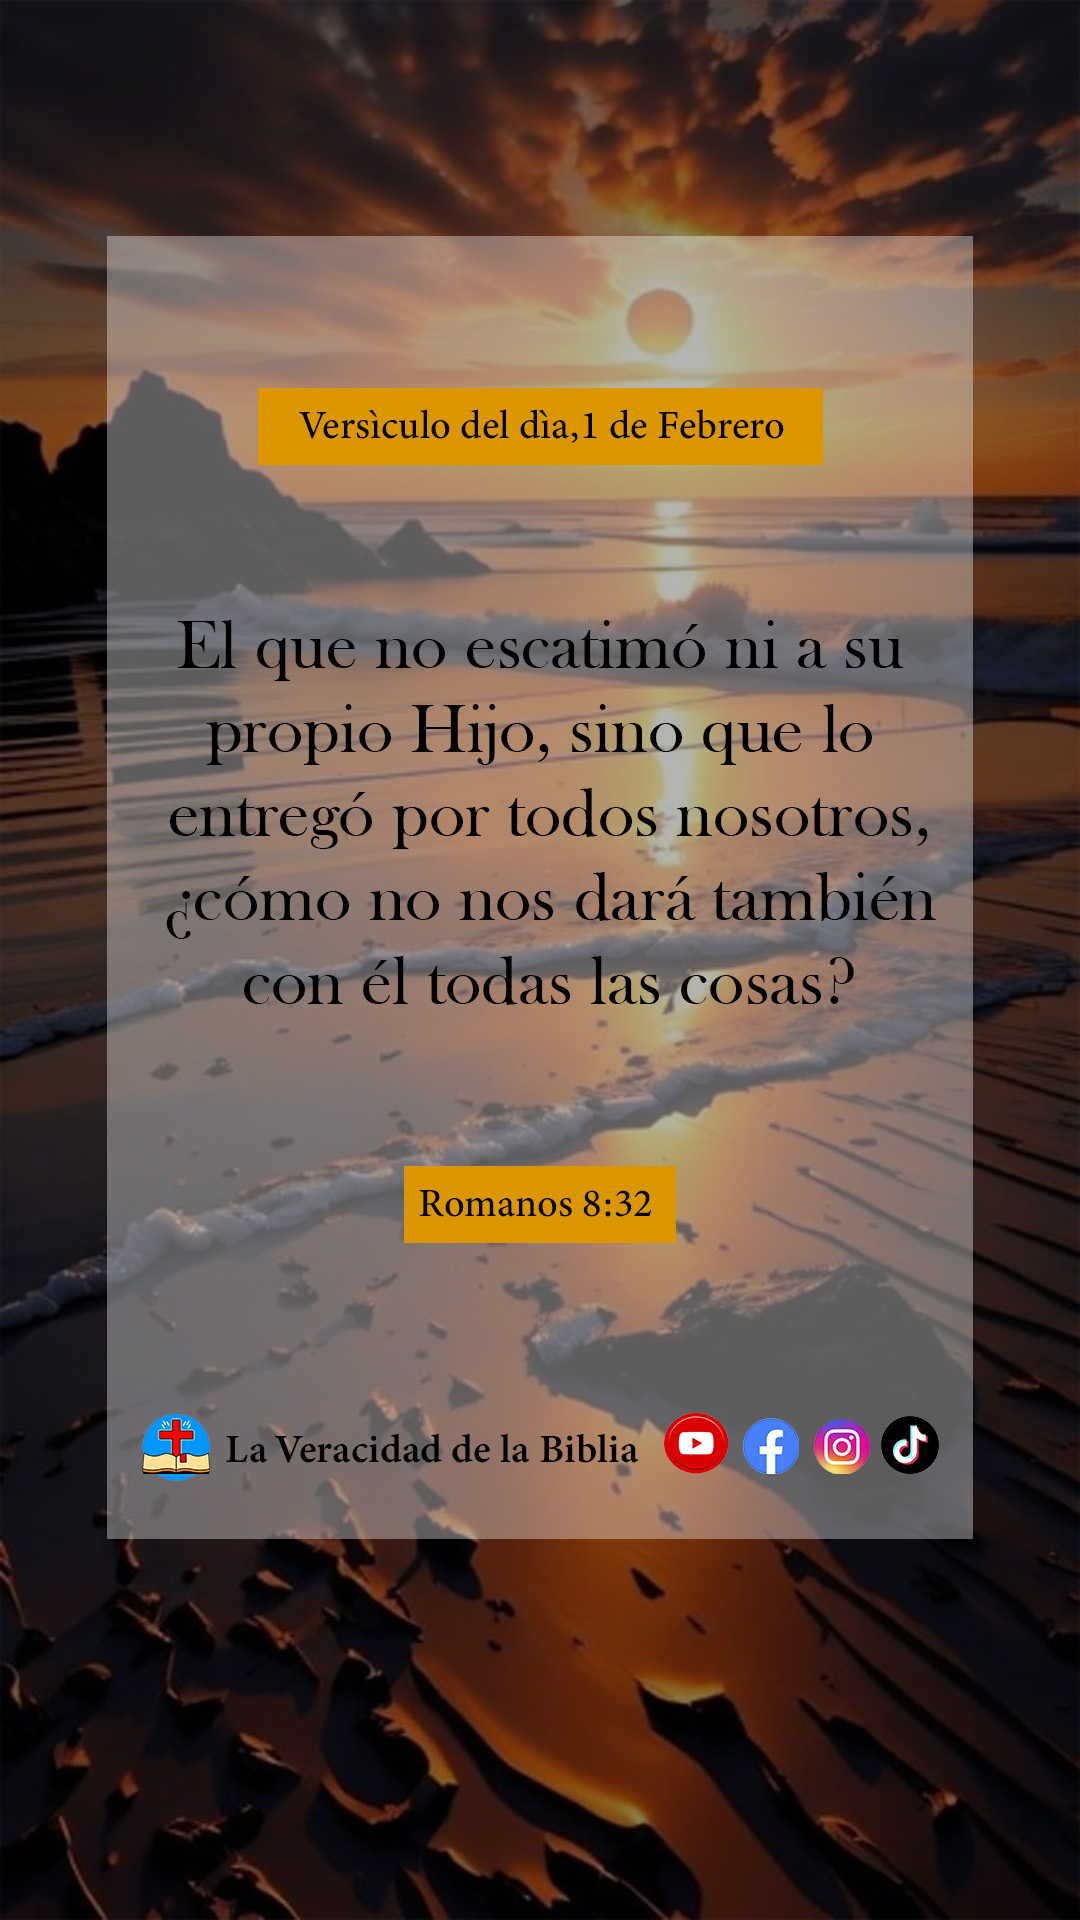 Versìculo del dìa,1 de Febrero
El que no escatimó ni a su
propio Hijo, sino que lo
entregó por todos nosotros,
¿cómo no nos dará también
con él todas las cosas?
Romanos 8:32
La Veracidad de la Biblia